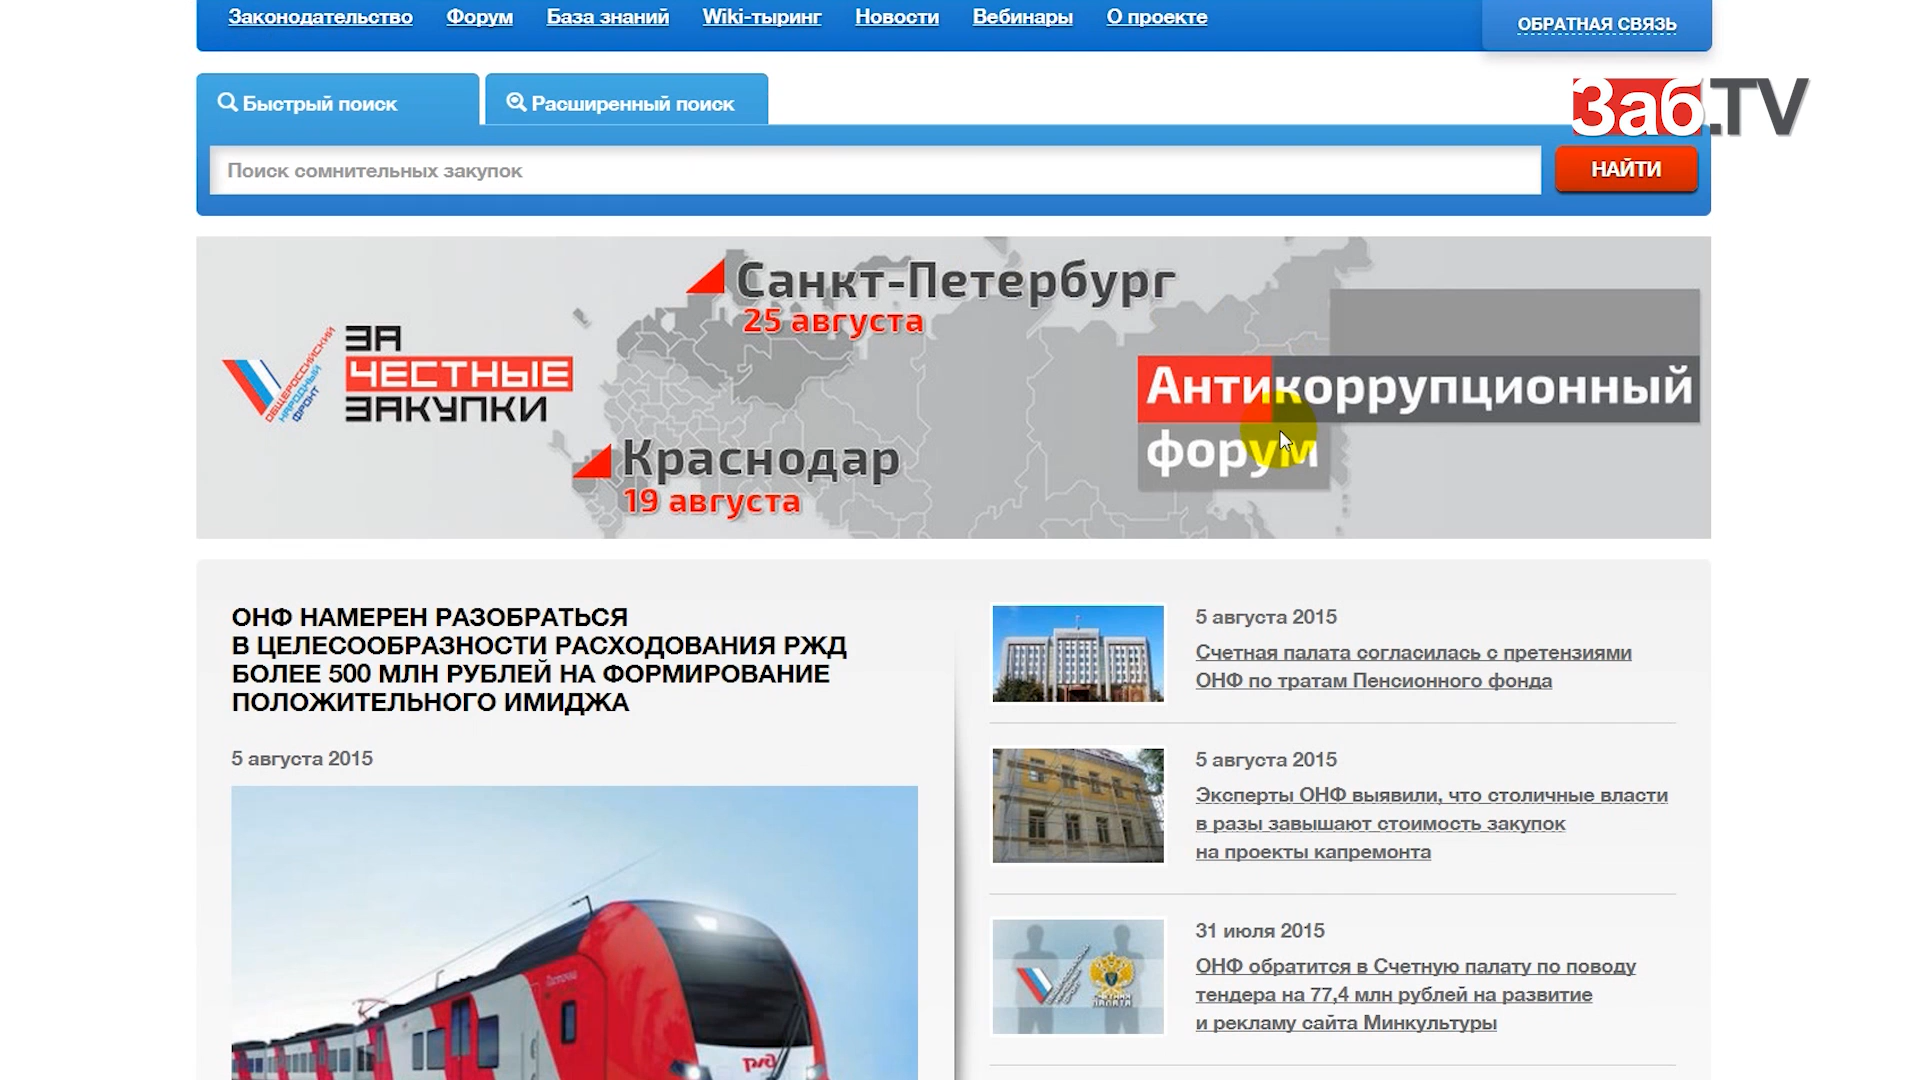 Законодательство Форум База знаний Wiki-тыринг Новости Вебинары О проекте
ОБРАТНАЯ СВЯЗЬ
Быстрый поиск
Расширенный поиск
Заб.TV
Поиск сомнительных закупок
НАЙТИ
ОБЩЕРОССИЙСКИЙ
НАРОДНЫЙ
ФРОНТ
ЗА
ЧЕСТНЫЕ
ЗАКУПКИ
Санкт-Петербург
25 августа
Краснодар
19 августа
Антикоррупционный
форум
ОНФ НАМЕРЕН РАЗОБРАТЬСЯ
В ЦЕЛЕСООБРАЗНОСТИ РАСХОДОВАНИЯ РЖД
БОЛЕЕ 500 МЛН РУБЛЕЙ НА ФОРМИРОВАНИЕ
ПОЛОЖИТЕЛЬНОГО ИМИДЖА
5 августа 2015
Ласточка
РЖД
5 августа 2015
Счетная палата согласилась с претензиями
ОНФ по тратам Пенсионного фонда
5 августа 2015
Эксперты ОНФ выявили, что столичные власти
в разы завышают стоимость закупок
на проекты капремонта
31 июля 2015
ОНФ обратится в Счетную палату по поводу
тендера на 77,4 млн рублей на развитие
и рекламу сайта Минкультуры
СЧЕТНАЯ
ПАЛАТА